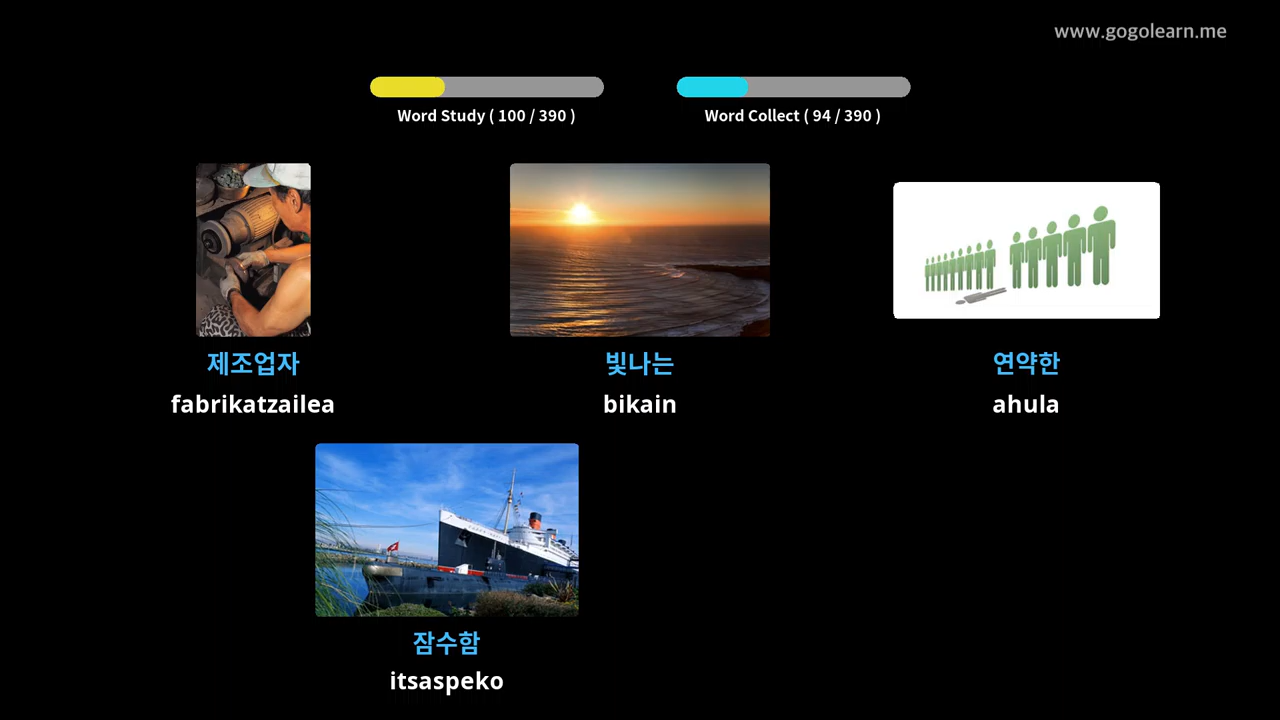 www.gogolearn.me
Word Study ( 100 / 390 )
Word Collect ( 94 / 390 )
제조업자
fabrikatzailea
빛나는
bikain
연약한
ahula
잠수함
itsaspeko